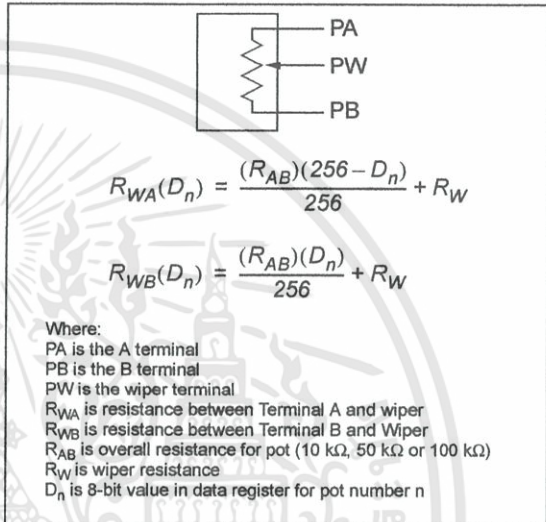 PA
PW
PB
R_WA(D_n) = (R_AB)(256 – D_n) / 256 + R_W
R_WB(D_n) = (R_AB)(D_n) / 256 + R_W
Where:
PA is the A terminal
PB is the B terminal
PW is the wiper terminal
R_WA is resistance between Terminal A and wiper
R_WB is resistance between Terminal B and Wiper
R_AB is overall resistance for pot (10 kΩ, 50 kΩ or 100 kΩ)
R_W is wiper resistance
D_n is 8-bit value in data register for pot number n